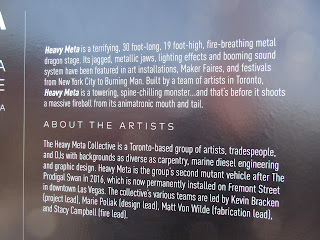 Heavy Meta is a terrifying, 30 foot-long, 19 foot-high, fire-breathing metal
dragon stage. Its jagged, metallic jaws, lighting effects and booming sound
system have been featured in art installations, Maker Faires, and festivals
from New York City to Burning Man. Built by a team of artists in Toronto,
Heavy Meta is a towering, spine-chilling monster...and that's before it shoots
a massive fireball from its animatronic mouth and tail.
ABOUT THE ARTISTS
The Heavy Meta Collective is a Toronto-based group of artists, tradespeople,
and DJs with backgrounds as diverse as carpentry, marine diesel engineering
and graphic design. Heavy Meta is the group's second mutant vehicle after The
Prodigal Swan in 2016, which is now permanently installed on Fremont Street
in downtown Las Vegas. The collective's various teams are led by Kevin Bracken
(project lead), Marie Poliak (design lead), Matt Von Wilde (fabrication lead),
and Stacy Campbell (fire lead).